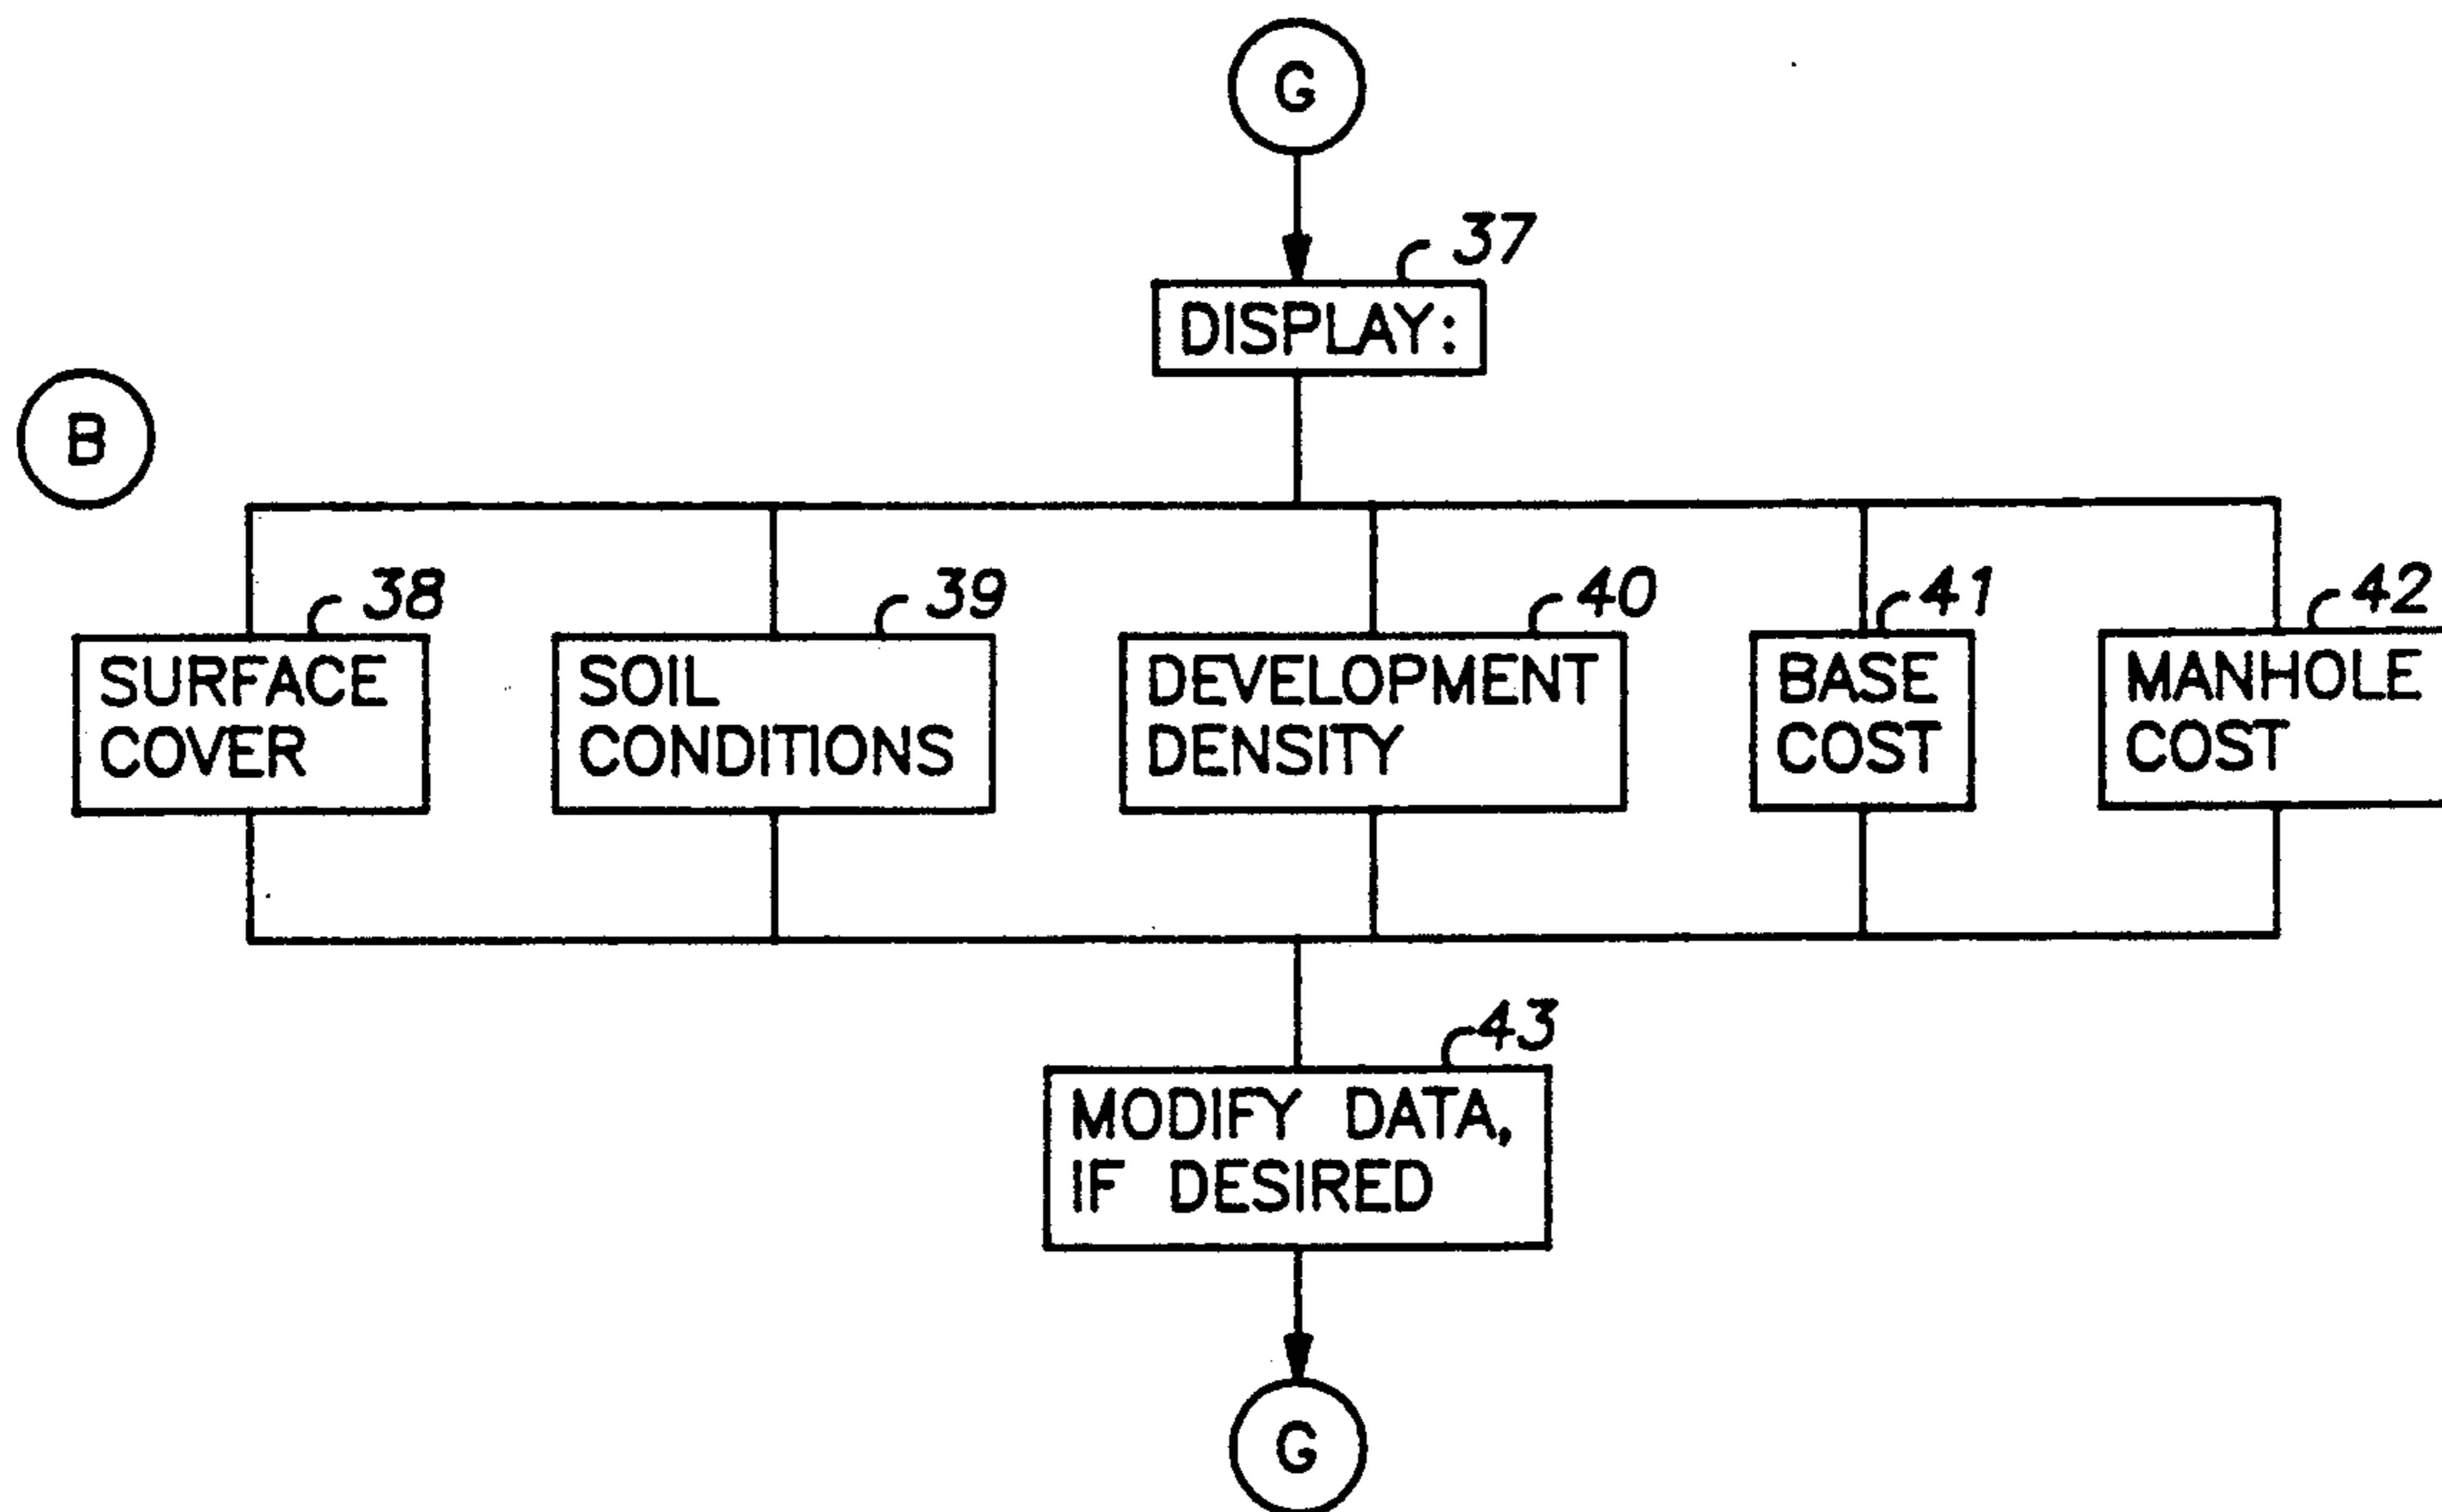 G
37
DISPLAY:
B
38
39
40
41
42
SURFACE
COVER
SOIL
CONDITIONS
DEVELOPMENT
DENSITY
BASE
COST
MANHOLE
COST
43
MODIFY DATA,
IF DESIRED
G